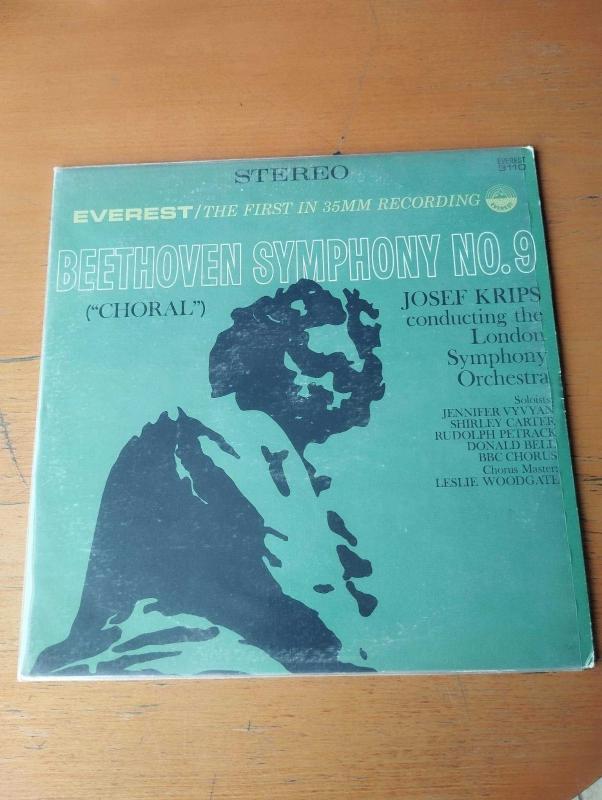 STEREO
EVEREST
3110
EVEREST/THE FIRST IN 35MM RECORDING
EVEREST
BEETHOVEN SYMPHONY NO.9
("CHORAL")
JOSEF KRIPS
conducting the
London
Symphony
Orchestra
Soloists:
JENNIFER VYVYAN
SHIRLEY CARTER
RUDOLPH PETRACK
DONALD BELL
BBC CHORUS
Chorus Master:
LESLIE WOODGATE